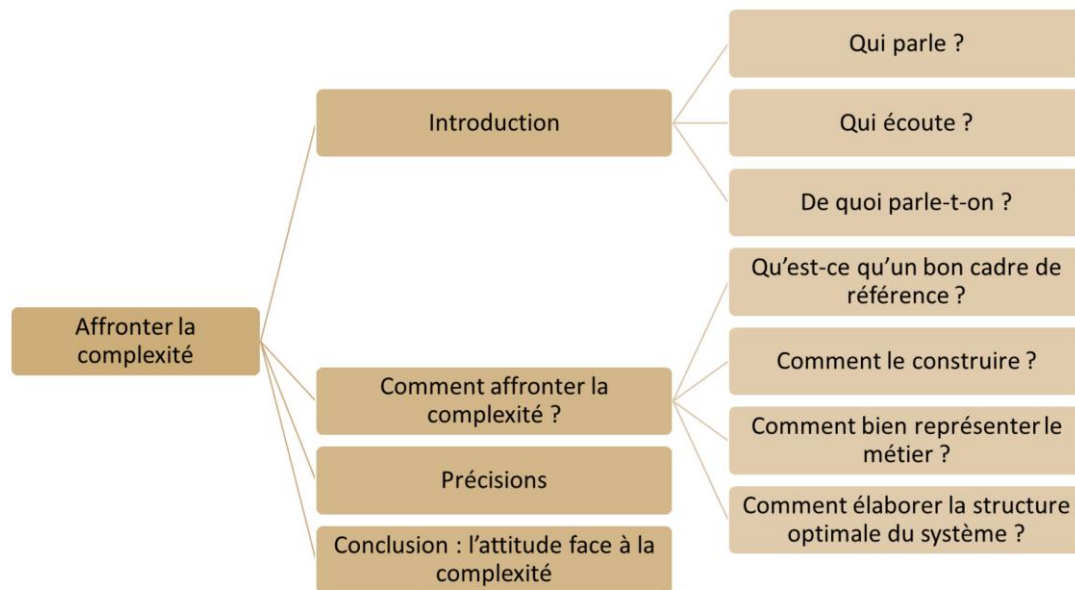 Affronter la
complexité
Introduction
Qui parle ?
Qui écoute ?
De quoi parle-t-on ?
Comment affronter la
complexité ?
Qu’est-ce qu’un bon cadre de
référence ?
Comment le construire ?
Comment bien représenter le
métier ?
Comment élaborer la structure
optimale du système ?
Précisions
Conclusion : l’attitude face à la
complexité